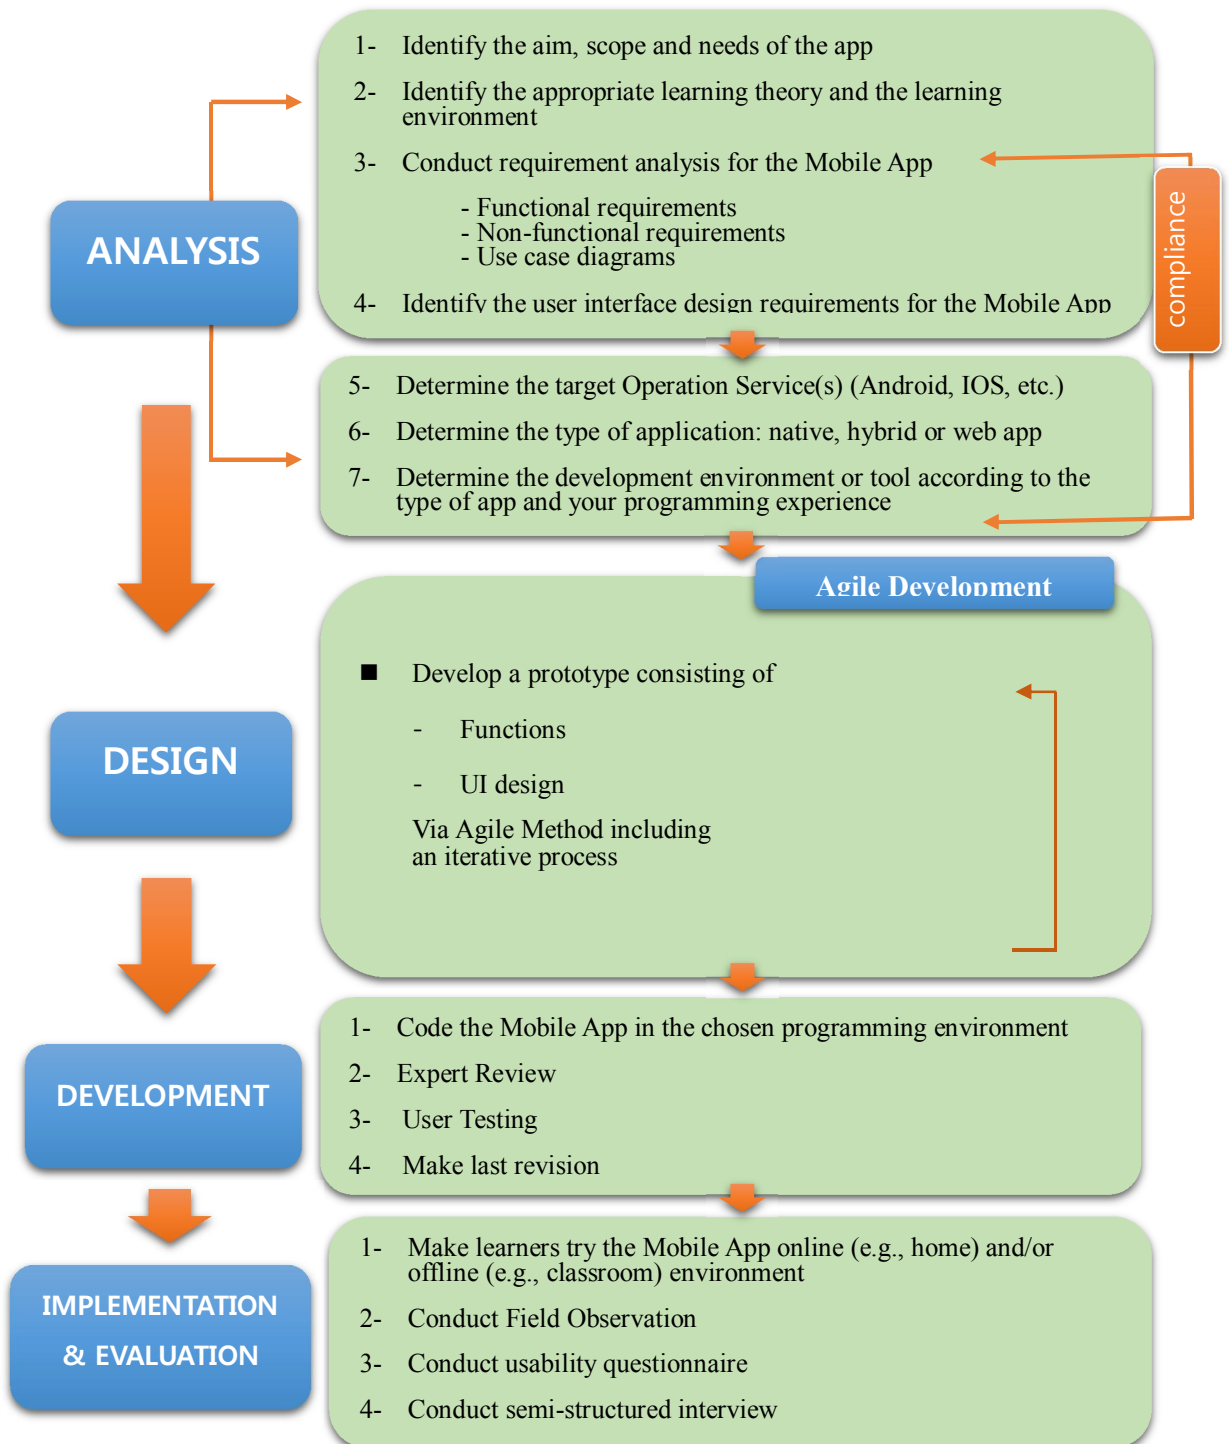 1- Identify the aim, scope and needs of the app
2- Identify the appropriate learning theory and the learning
environment
3- Conduct requirement analysis for the Mobile App
- Functional requirements
- Non-functional requirements
- Use case diagrams
4- Identify the user interface design requirements for the Mobile App
ANALYSIS
compliance
5- Determine the target Operation Service(s) (Android, IOS, etc.)
6- Determine the type of application: native, hybrid or web app
7- Determine the development environment or tool according to the
type of app and your programming experience
Agile Development
■ Develop a prototype consisting of
- Functions
- UI design
Via Agile Method including
an iterative process
DESIGN
1- Code the Mobile App in the chosen programming environment
2- Expert Review
3- User Testing
4- Make last revision
DEVELOPMENT
1- Make learners try the Mobile App online (e.g., home) and/or
offline (e.g., classroom) environment
2- Conduct Field Observation
3- Conduct usability questionnaire
4- Conduct semi-structured interview
IMPLEMENTATION
& EVALUATION